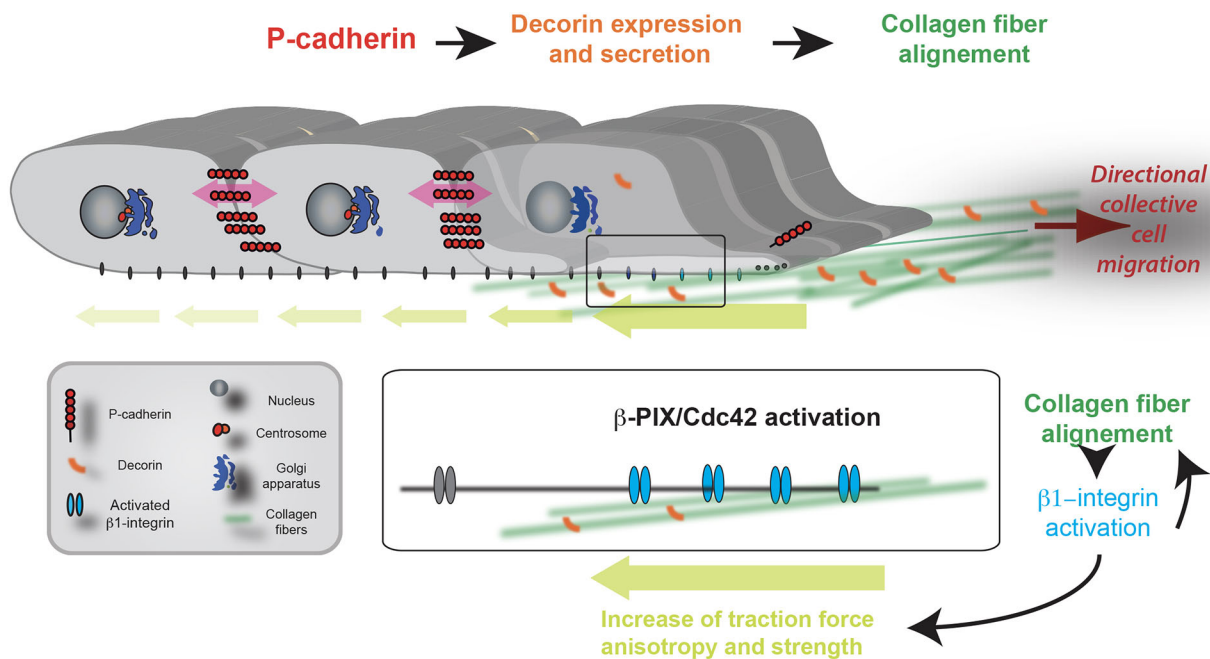 P-cadherin
Decorin expression
and secretion
Collagen fiber
alignement
Directional
collective
cell
migration
P-cadherin
Decorin
Activated
β1-integrin
Nucleus
Centrosome
Golgi
apparatus
Collagen
fibers
β-PIX/Cdc42 activation
Collagen fiber
alignement
β1–integrin
activation
Increase of traction force
anisotropy and strength